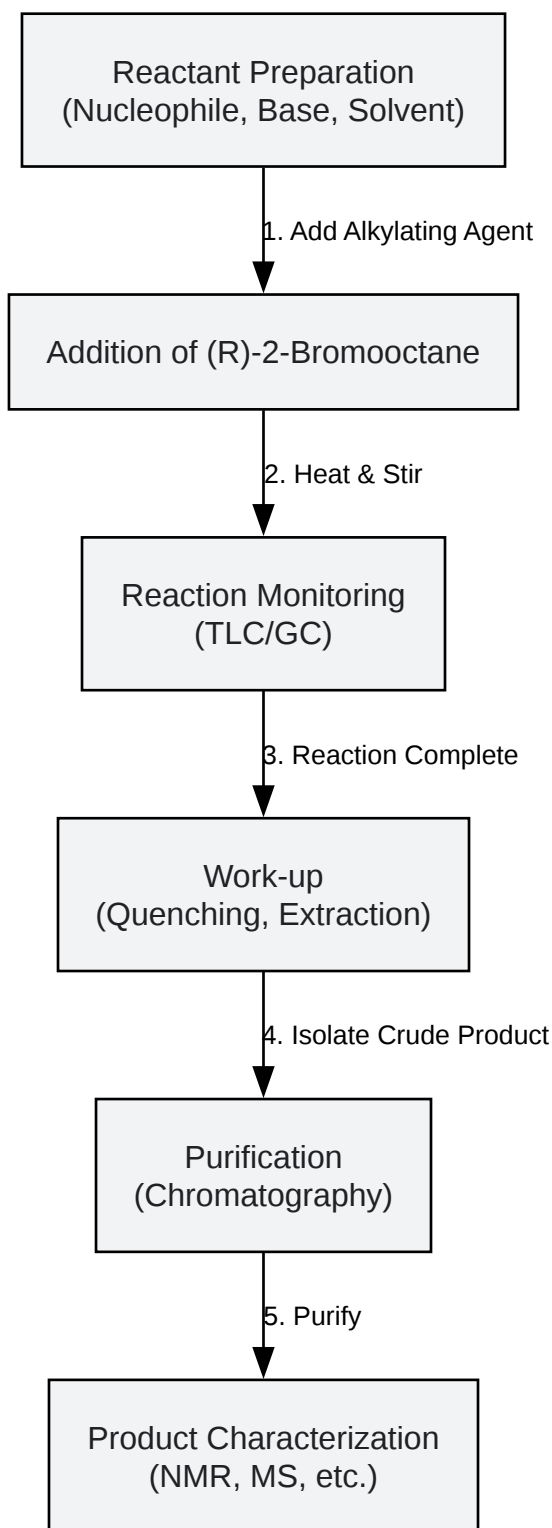 Reactant Preparation
(Nucleophile, Base, Solvent)
1. Add Alkylating Agent
Addition of (R)-2-Bromooctane
2. Heat & Stir
Reaction Monitoring
(TLC/GC)
3. Reaction Complete
Work-up
(Quenching, Extraction)
4. Isolate Crude Product
Purification
(Chromatography)
5. Purify
Product Characterization
(NMR, MS, etc.)